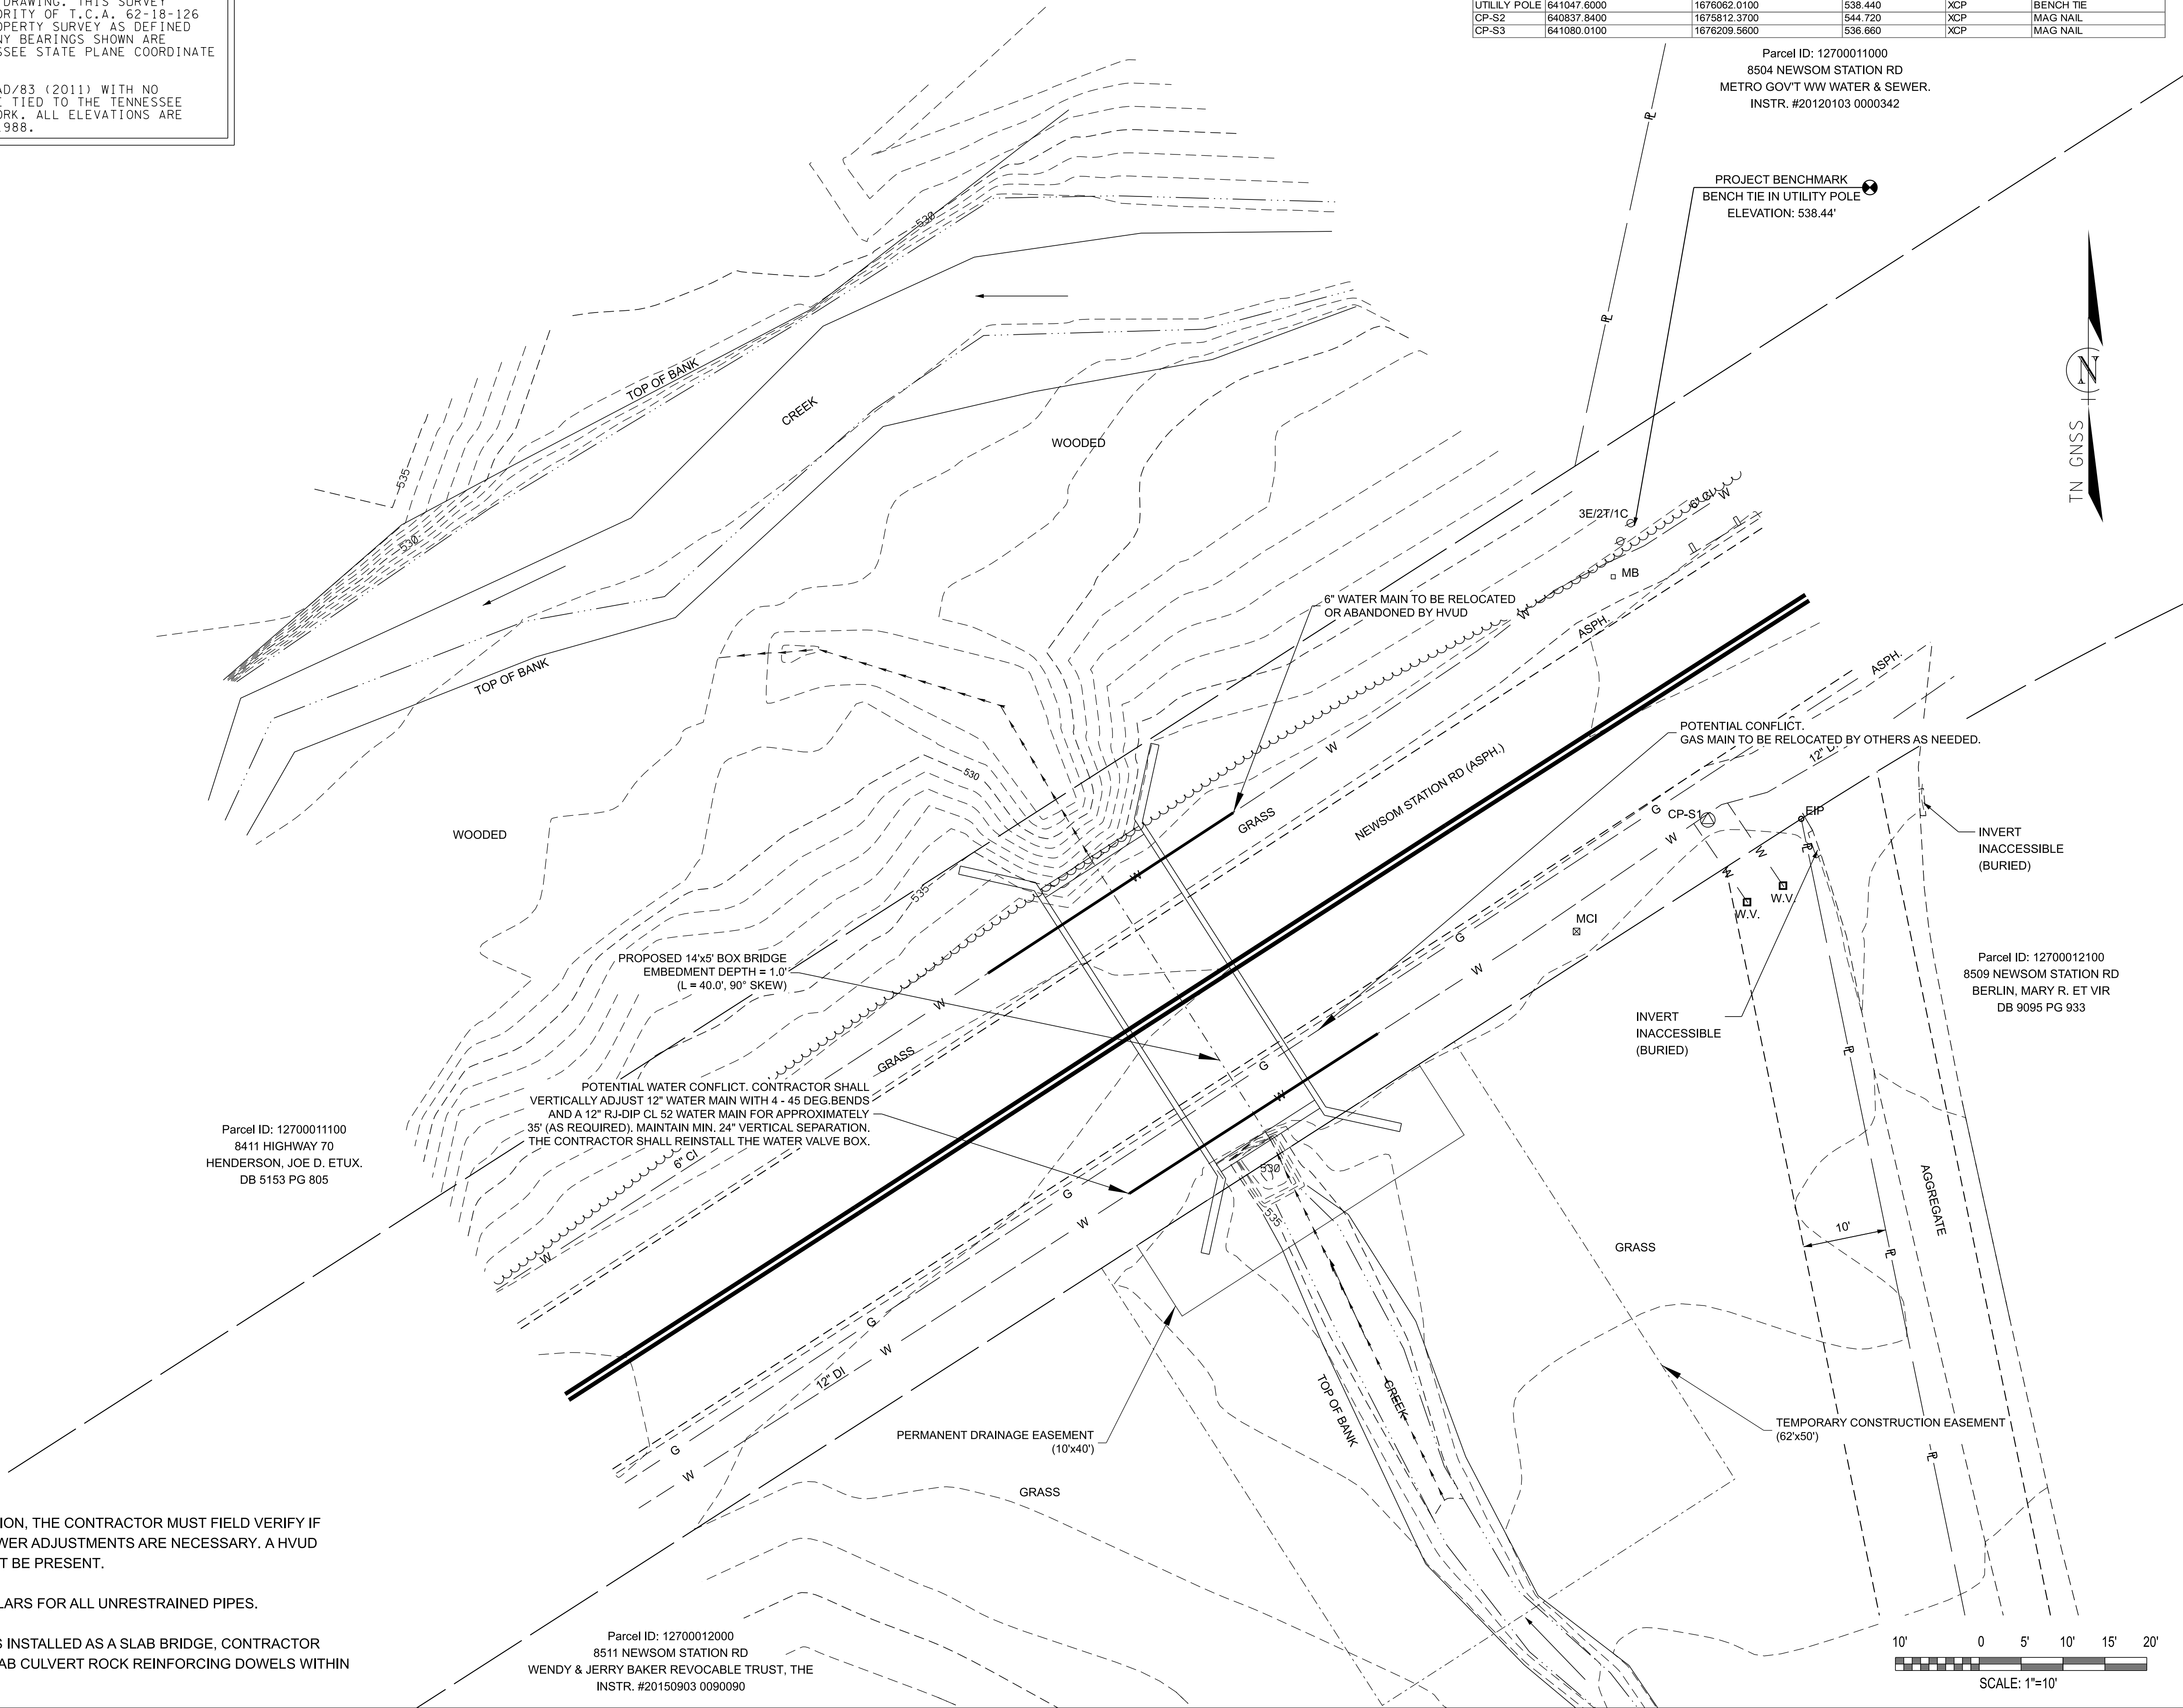 DRAWING. THIS SURVEY
ORITY OF T.C.A. 62-18-126
OPERTY SURVEY AS DEFINED
NY BEARINGS SHOWN ARE
SSEE STATE PLANE COORDINATE
AD/83 (2011) WITH NO
E TIED TO THE TENNESSEE
ORK. ALL ELEVATIONS ARE
1988.
UTILILY POLE 641047.6000 1676062.0100 538.440 XCP BENCH TIE
CP-S2 640837.8400 1675812.3700 544.720 XCP MAG NAIL
CP-S3 641080.0100 1676209.5600 536.660 XCP MAG NAIL
Parcel ID: 12700011000
8504 NEWSOM STATION RD
METRO GOV'T WW WATER & SEWER.
INSTR. #20120103 0000342
PL
PROJECT BENCHMARK
BENCH TIE IN UTILITY POLE
ELEVATION: 538.44'
530
PL
N
TN GNSS
TOP OF BANK
CREEK
WOODED
535
530
3E/2T/1C
6" CI
W
MB
6" WATER MAIN TO BE RELOCATED
OR ABANDONED BY HVUD
W
ASPH.
TOP OF BANK
ASPH.
POTENTIAL CONFLICT.
GAS MAIN TO BE RELOCATED BY OTHERS AS NEEDED.
12" D
W
NEWSOM STATION RD (ASPH.)
530
GRASS
G
CP-S1
EIP
WOODED
W
W
PL
INVERT
INACCESSIBLE
(BURIED)
W
W
535
W.V.
W.V.
MCI
G
W
PROPOSED 14'x5' BOX BRIDGE
EMBEDMENT DEPTH = 1.0'
(L = 40.0', 90° SKEW)
Parcel ID: 12700012100
8509 NEWSOM STATION RD
BERLIN, MARY R. ET VIR
DB 9095 PG 933
W
INVERT
INACCESSIBLE
(BURIED)
PL
GRASS
G
W
POTENTIAL WATER CONFLICT. CONTRACTOR SHALL
VERTICALLY ADJUST 12" WATER MAIN WITH 4 - 45 DEG.BENDS
AND A 12" RJ-DIP CL 52 WATER MAIN FOR APPROXIMATELY
35' (AS REQUIRED). MAINTAIN MIN. 24" VERTICAL SEPARATION.
THE CONTRACTOR SHALL REINSTALL THE WATER VALVE BOX.
Parcel ID: 12700011100
8411 HIGHWAY 70
HENDERSON, JOE D. ETUX.
DB 5153 PG 805
6" CI
530
G
W
535
AGGREGATE
10'
PL
GRASS
W
G
W
12" DI
CREEK
TOP OF BANK
PERMANENT DRAINAGE EASEMENT
(10'x40')
TEMPORARY CONSTRUCTION EASEMENT
(62'x50')
PL
G
W
GRASS
ION, THE CONTRACTOR MUST FIELD VERIFY IF
WER ADJUSTMENTS ARE NECESSARY. A HVUD
T BE PRESENT.
LARS FOR ALL UNRESTRAINED PIPES.
S INSTALLED AS A SLAB BRIDGE, CONTRACTOR
AB CULVERT ROCK REINFORCING DOWELS WITHIN
Parcel ID: 12700012000
8511 NEWSOM STATION RD
WENDY & JERRY BAKER REVOCABLE TRUST, THE
INSTR. #20150903 0090090
10' 0 5' 10' 15' 20'
SCALE: 1"=10'